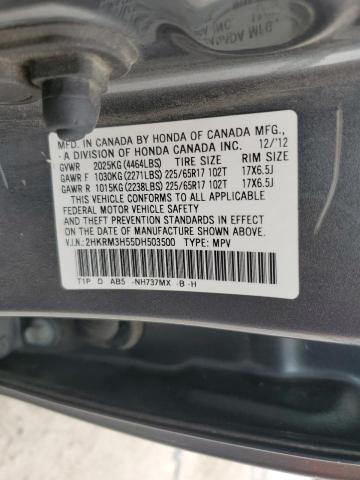 MFD. IN CANADA BY HONDA OF CANADA MFG.,
- A DIVISION OF HONDA CANADA INC. 12/'12
GVWR 2025KG (4464LBS) RIM SIZE
GAWR F 1030KG (2271LBS) 225/65R17 102T 17X6.5J
GAWR R 1015KG (2238LBS) 225/65R17 102T 17X6.5J
THIS VEHICLE CONFORMS TO ALL APPLICABLE
FEDERAL MOTOR VEHICLE SAFETY, BUMPER,
AND THEFT PREVENTION STANDARDS IN EFFECT
ON THE DATE OF MANUFACTURE SHOWN ABOVE.
V.I.N.: 2HKRM3H55DH503500 TYPE: MPV
T1P D AB5 -NH737MX -B -H